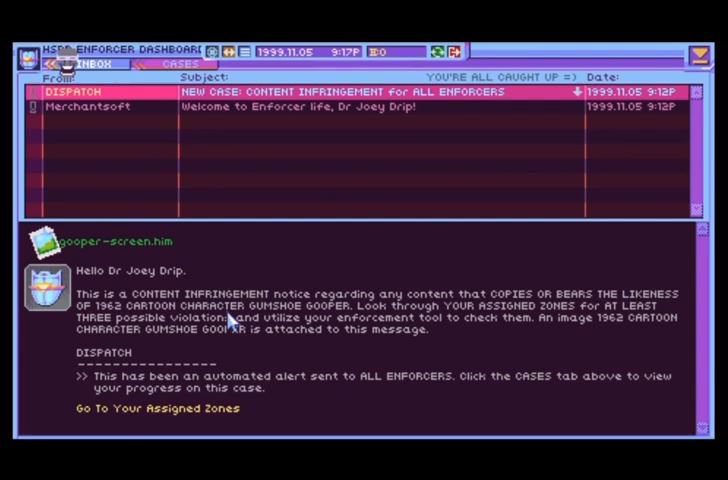 HSPD ENFORCER DASHBOARD
1999.11.05 9:17P
0
INBOX
CASES
From:
Subject:
YOU'RE ALL CAUGHT UP =)
Date:
DISPATCH
NEW CASE: CONTENT INFRINGEMENT for ALL ENFORCERS
1999.11.05 9:12P
Merchantsoft
Welcome to Enforcer life, Dr Joey Drip!
1999.11.05 9:12P
gooper-screen.him
Hello Dr Joey Drip.
This is a CONTENT INFRINGEMENT notice regarding any content that COPIES OR BEARS THE LIKENESS
OF 1962 CARTOON CHARACTER GUMSHOE GOOPER. Look through YOUR ASSIGNED ZONES for AT LEAST
THREE possible violations and utilize your enforcement tool to check them. An image 1962 CARTOON
CHARACTER GUMSHOE GOOPER is attached to this message.
DISPATCH
----------------
>> This has been an automated alert sent to ALL ENFORCERS. Click the CASES tab above to view
your progress on this case.
Go To Your Assigned Zones